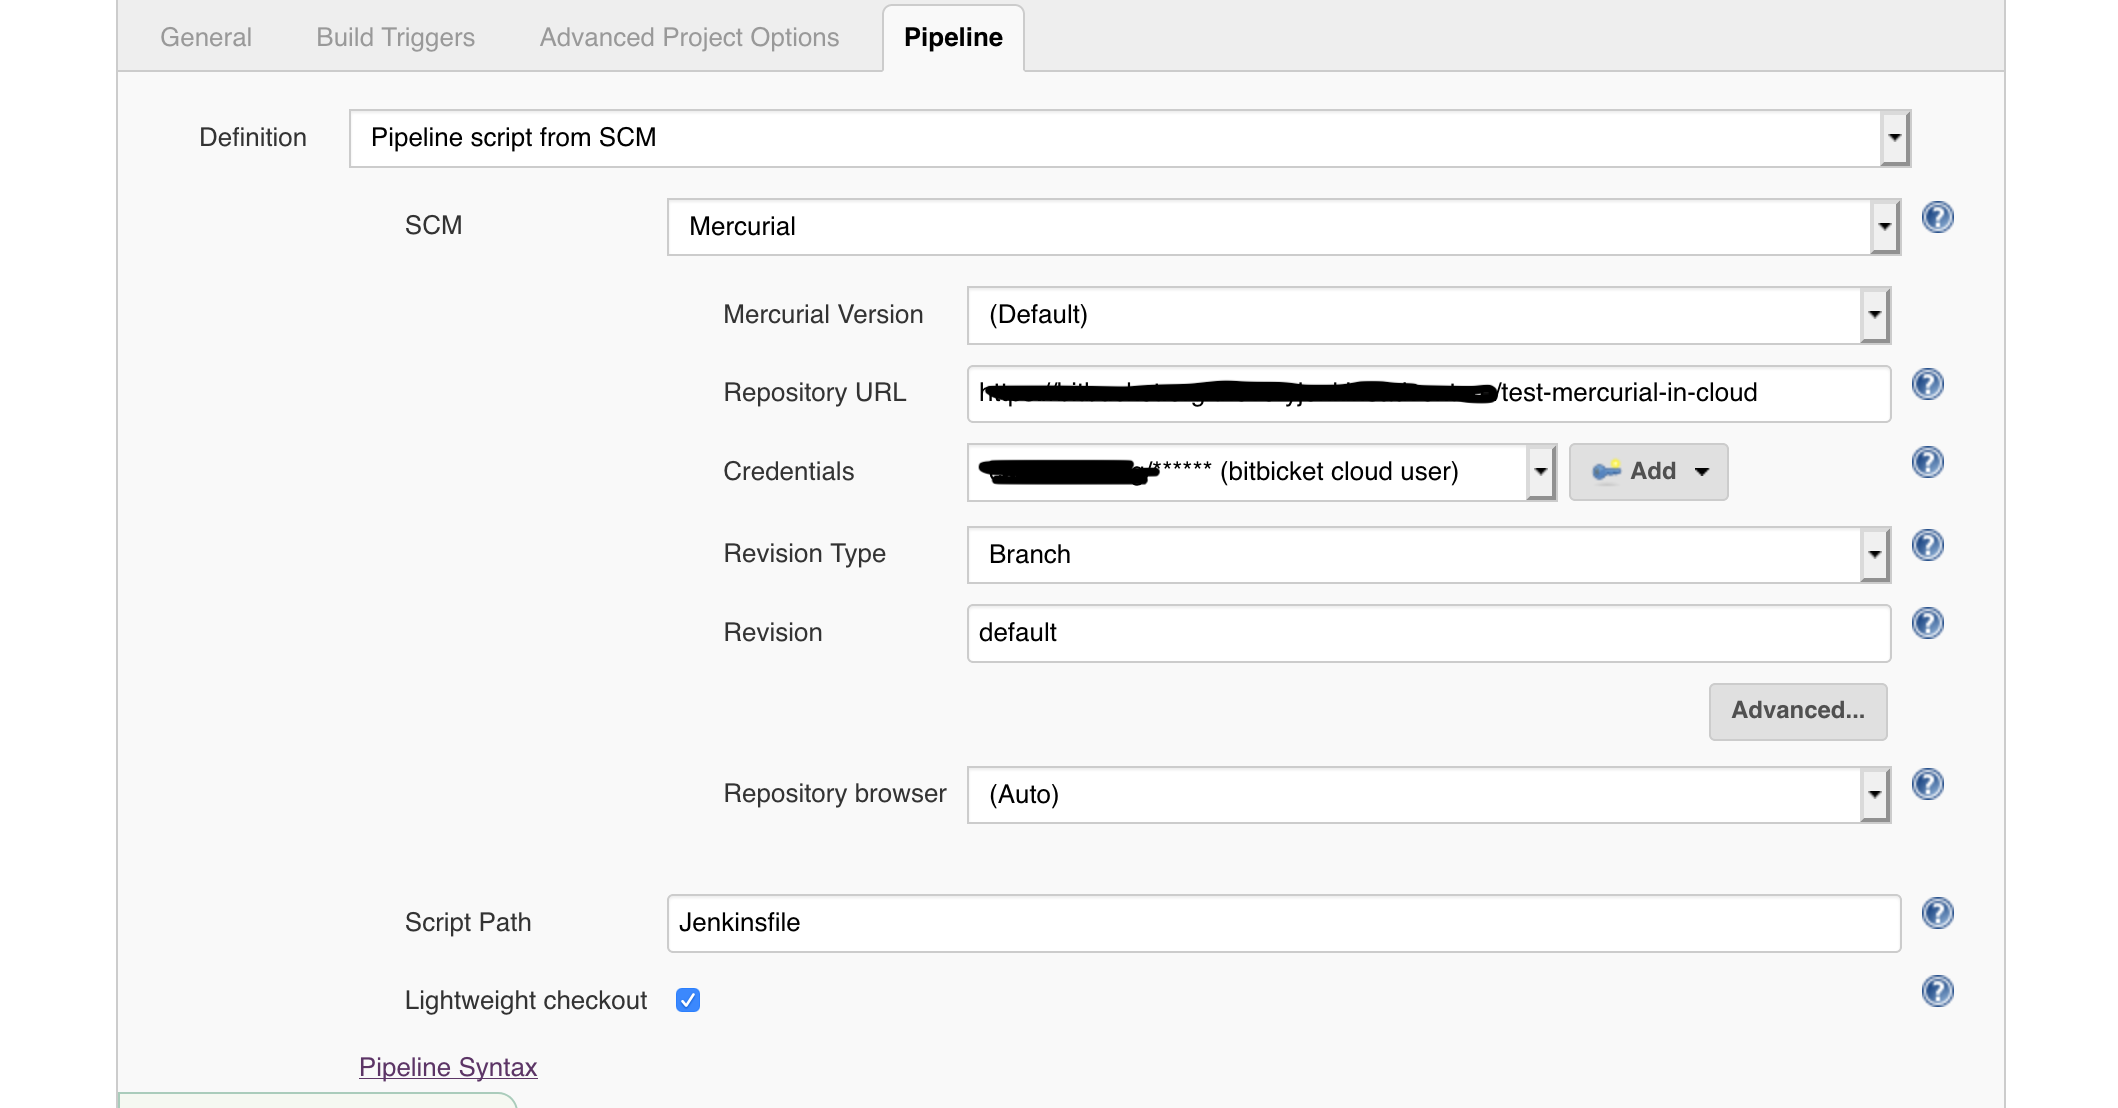 General Build Triggers Advanced Project Options Pipeline
Definition Pipeline script from SCM
SCM Mercurial
Mercurial Version (Default)
Repository URL /test-mercurial-in-cloud
Credentials /****** (bitbicket cloud user) Add
Revision Type Branch
Revision default
Advanced...
Repository browser (Auto)
Script Path Jenkinsfile
Lightweight checkout
Pipeline Syntax